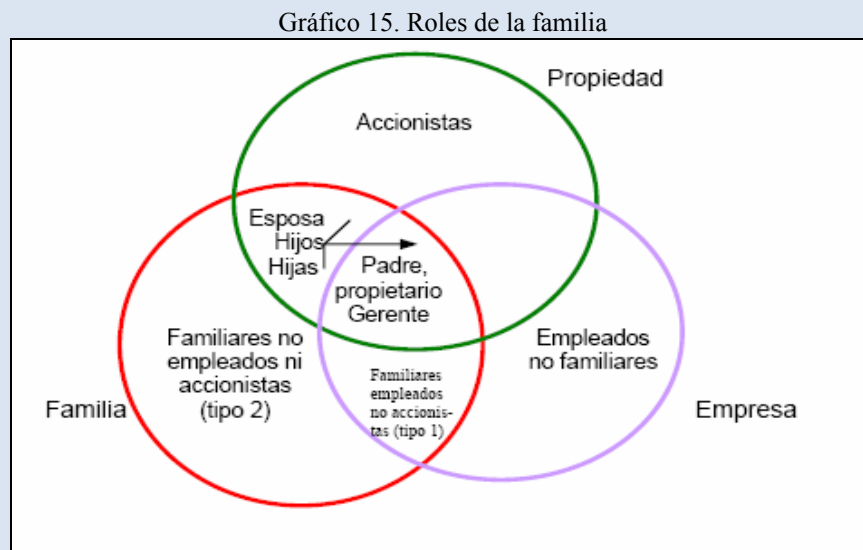 Gráfico 15. Roles de la familia
Propiedad
Accionistas
Esposa
Hijos
Hijas
Padre,
propietario
Gerente
Familiares no
empleados ni
accionistas
(tipo 2)
Empleados
no familiares
Familiares
empleados
no accionis-
tas (tipo 1)
Familia
Empresa